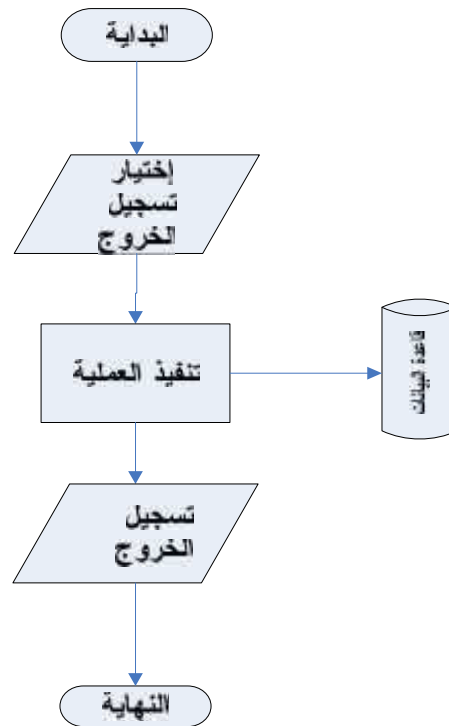 البداية
إختيار
تسجيل
الخروج
تنفيذ العملية
قاعدة البيانات
تسجيل
الخروج
النهاية